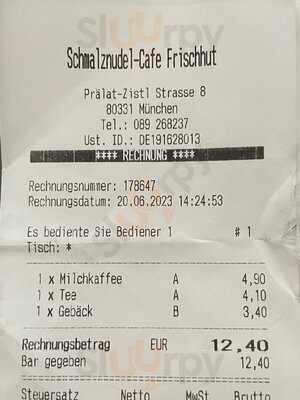 Schmalznudel-Cafe Frischhut
Prälat-Zistl Strasse 8
80331 München
Tel.: 089 268237
Ust. ID.: DE191628013
**** RECHNUNG ****
Rechnungsnummer: 178647
Rechnungsdatum: 20.06.2023 14:24:53
Es bediente Sie Bediener 1 # 1
Tisch: *
1 x Milchkaffee A 4,90
1 x Tee A 4,10
1 x Gebäck B 3,40
Rechnungsbetrag EUR 12,40
Bar gegeben 12,40
Steuersatz Netto MwSt Brutto